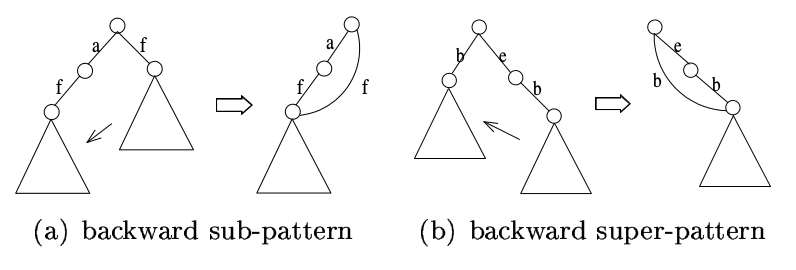 a f f
a f f
b e b
e b b
(a) backward sub-pattern
(b) backward super-pattern